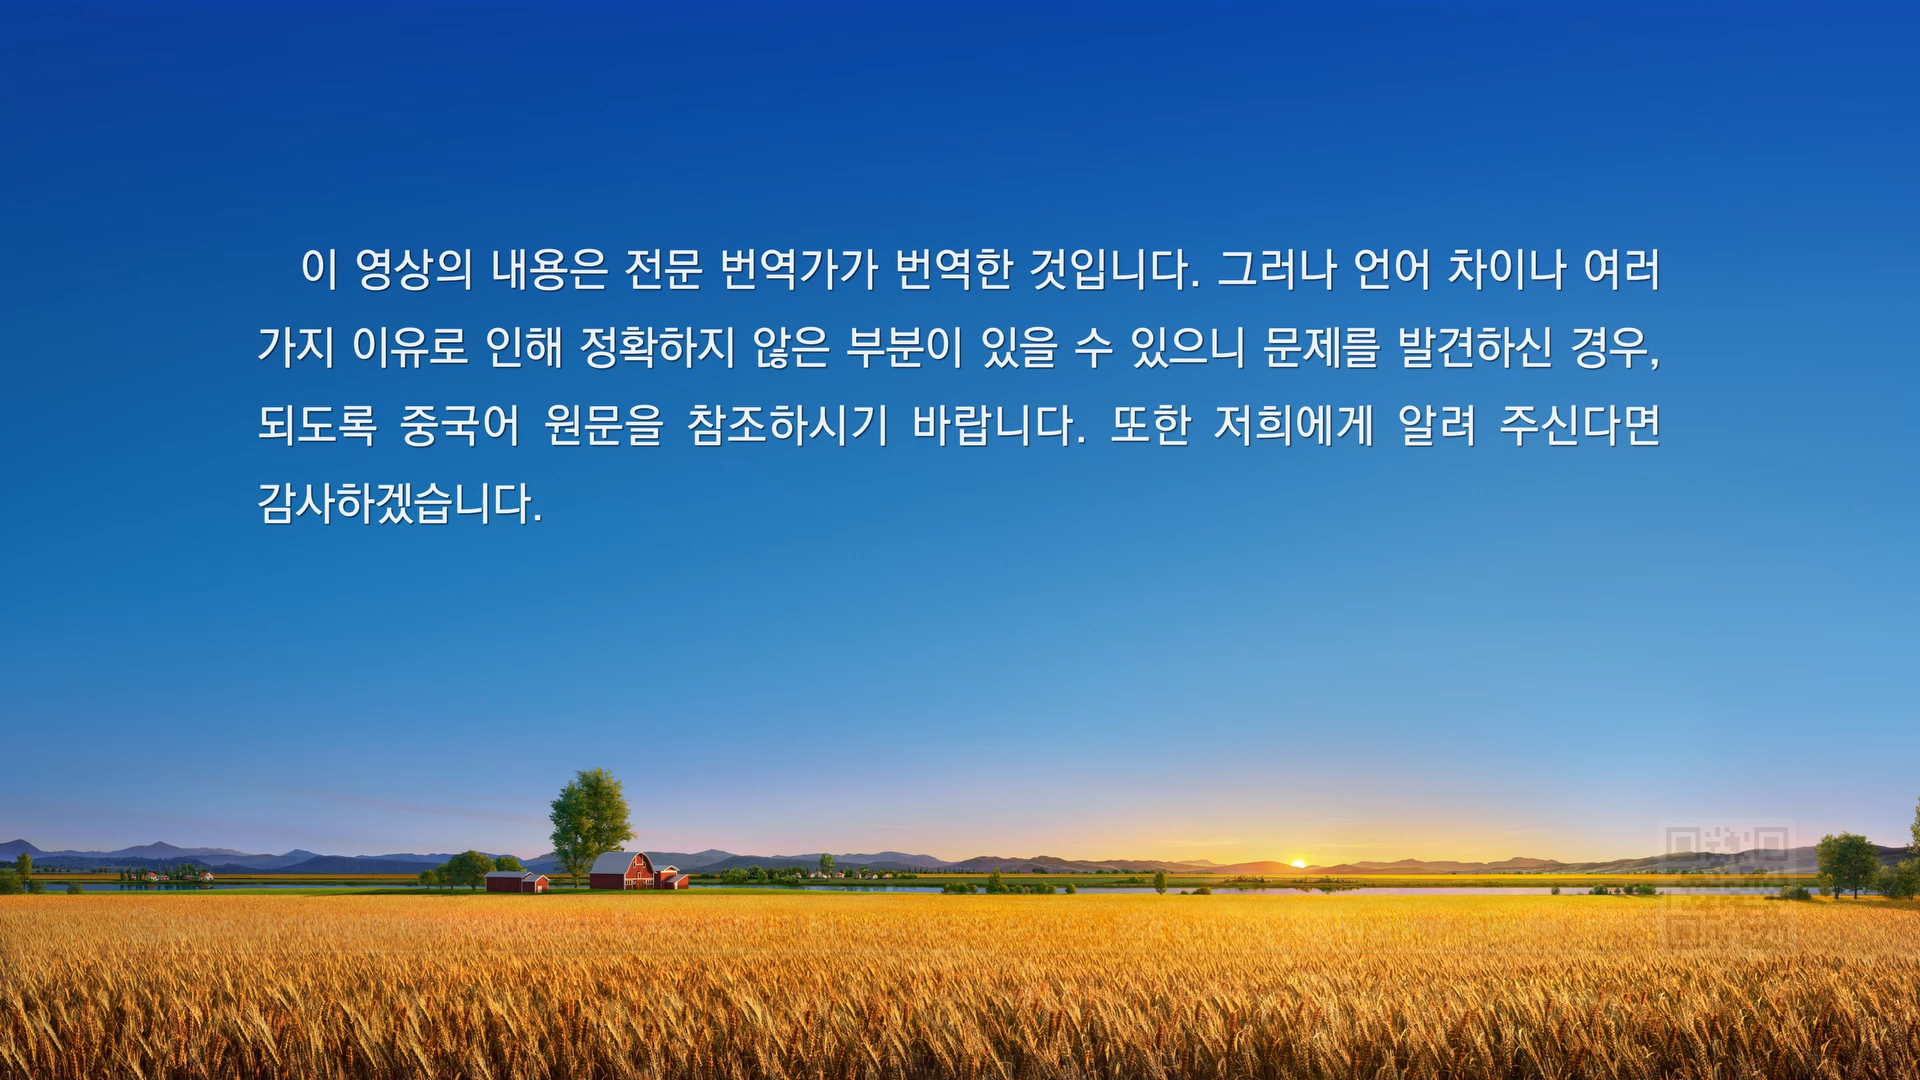 이 영상의 내용은 전문 번역가가 번역한 것입니다. 그러나 언어 차이나 여러
가지 이유로 인해 정확하지 않은 부분이 있을 수 있으니 문제를 발견하신 경우,
되도록 중국어 원문을 참조하시기 바랍니다. 또한 저희에게 알려 주신다면
감사하겠습니다.